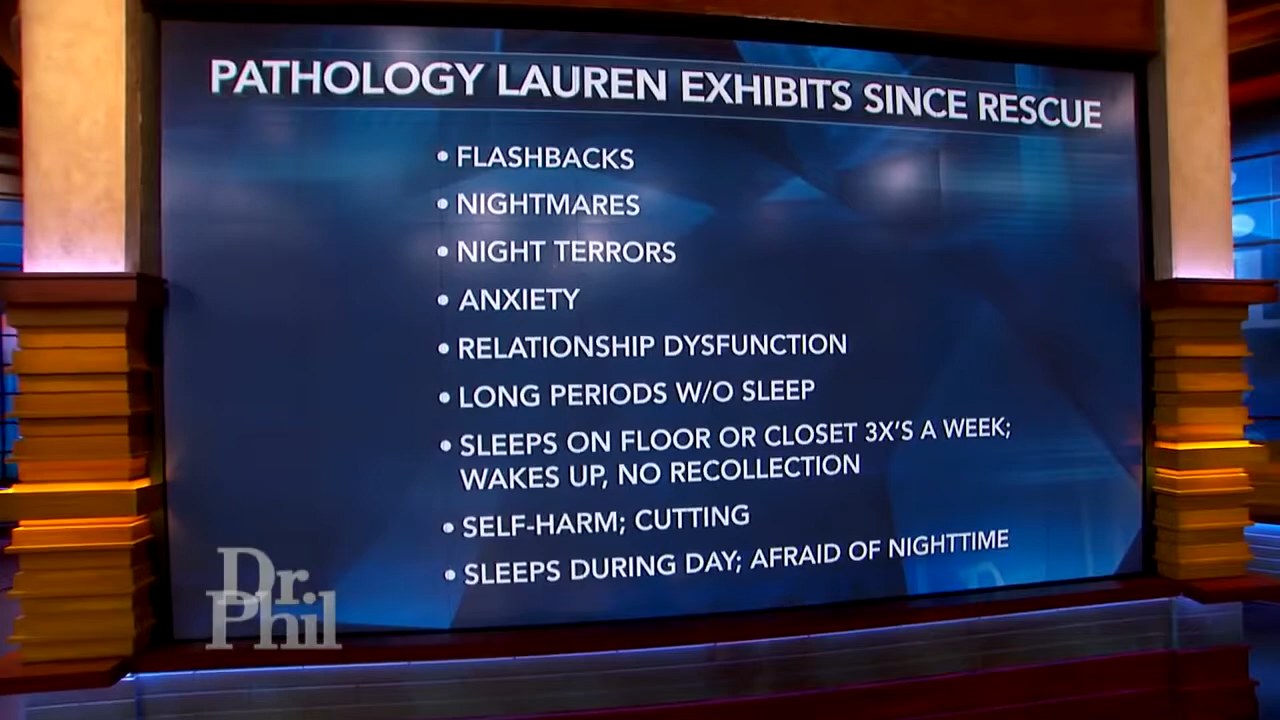 PATHOLOGY LAUREN EXHIBITS SINCE RESCUE
• FLASHBACKS
• NIGHTMARES
• NIGHT TERRORS
• ANXIETY
• RELATIONSHIP DYSFUNCTION
• LONG PERIODS W/O SLEEP
• SLEEPS ON FLOOR OR CLOSET 3X'S A WEEK;
WAKES UP, NO RECOLLECTION
• SELF-HARM; CUTTING
• SLEEPS DURING DAY; AFRAID OF NIGHTTIME
Dr.
Phil